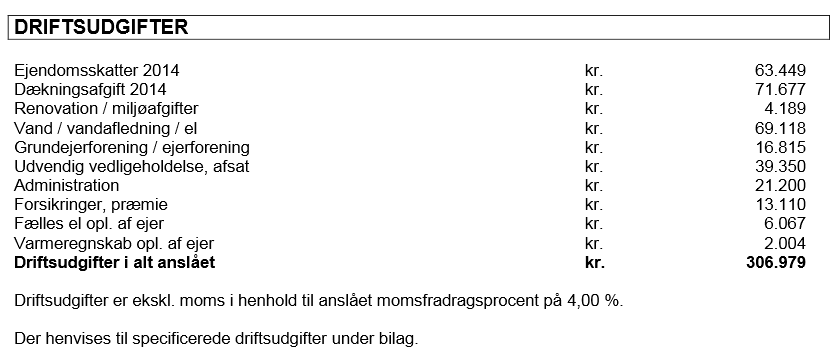 DRIFTSUDGIFTER
Ejendomsskatter 2014 kr. 63.449
Dækningsafgift 2014 kr. 71.677
Renovation / miljøafgifter kr. 4.189
Vand / vandafledning / el kr. 69.118
Grundejerforening / ejerforening kr. 16.815
Udvendig vedligeholdelse, afsat kr. 39.350
Administration kr. 21.200
Forsikringer, præmie kr. 13.110
Fælles el opl. af ejer kr. 6.067
Varmeregnskab opl. af ejer kr. 2.004
Driftsudgifter i alt anslået kr. 306.979
Driftsudgifter er ekskl. moms i henhold til anslået momsfradragsprocent på 4,00 %.
Der henvises til specificerede driftsudgifter under bilag.